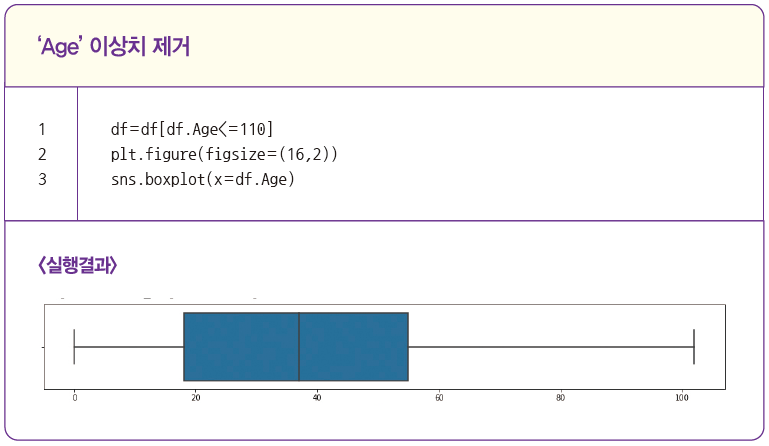 ‘Age’ 이상치 제거
1 df=df[df.Age<=110]
2 plt.figure(figsize=(16,2))
3 sns.boxplot(x=df.Age)
〈실행결과〉
0 20 40 60 80 100